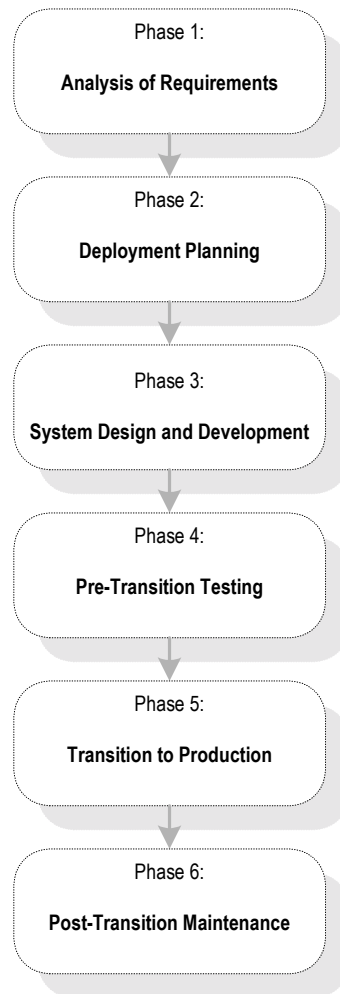 Phase 1:
Analysis of Requirements
Phase 2:
Deployment Planning
Phase 3:
System Design and Development
Phase 4:
Pre-Transition Testing
Phase 5:
Transition to Production
Phase 6:
Post-Transition Maintenance